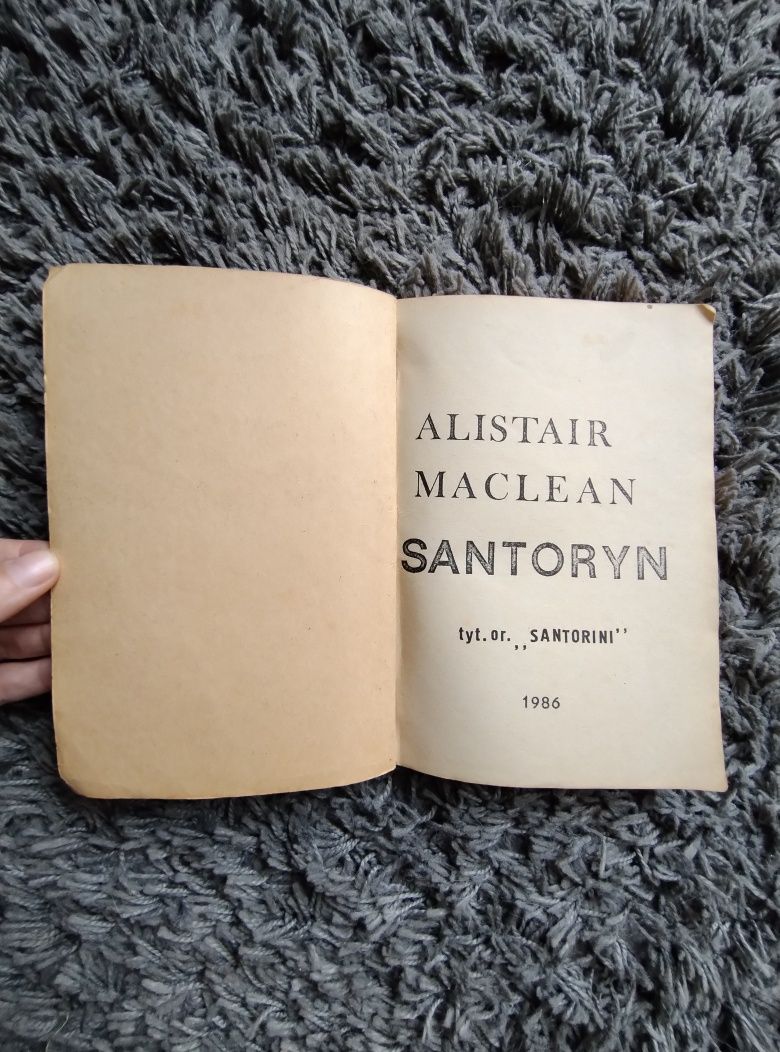 ALISTAIR
MACLEAN
SANTORYN
tyt. or. ,,SANTORINI''
1986